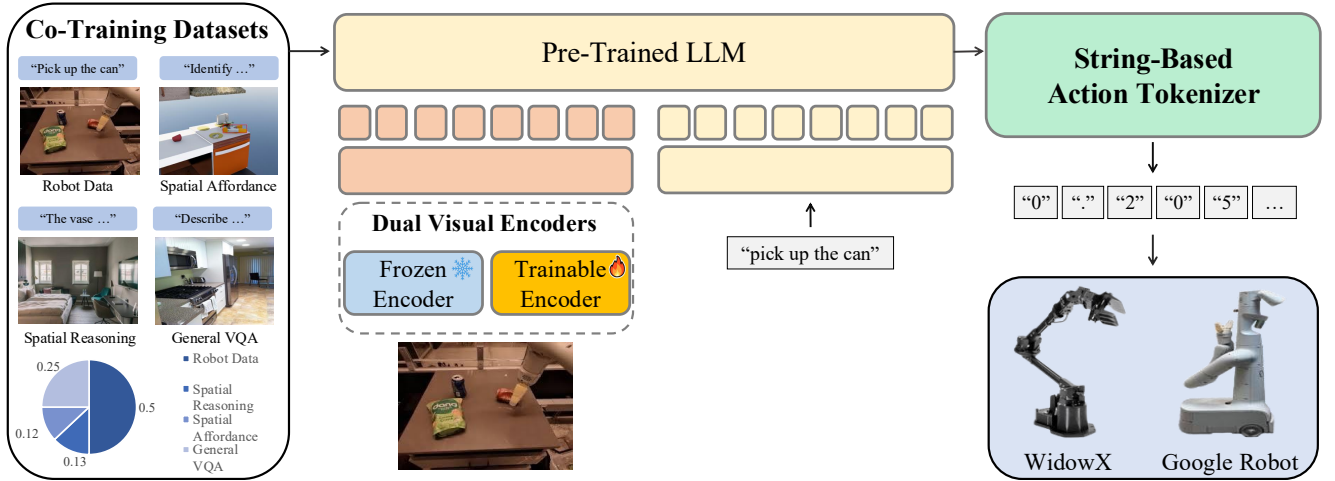 Co-Training Datasets
“Pick up the can”
“Identify …”
Robot Data
Spatial Affordance
“The vase …”
“Describe …”
Spatial Reasoning
General VQA
0.25
0.5
0.12
0.13
Robot Data
Spatial
Reasoning
Spatial
Affordance
General
VQA
Pre-Trained LLM
Dual Visual Encoders
Frozen
Encoder
Trainable
Encoder
“pick up the can”
String-Based
Action Tokenizer
“0” “.” “2” “0” “5” …
WidowX
Google Robot